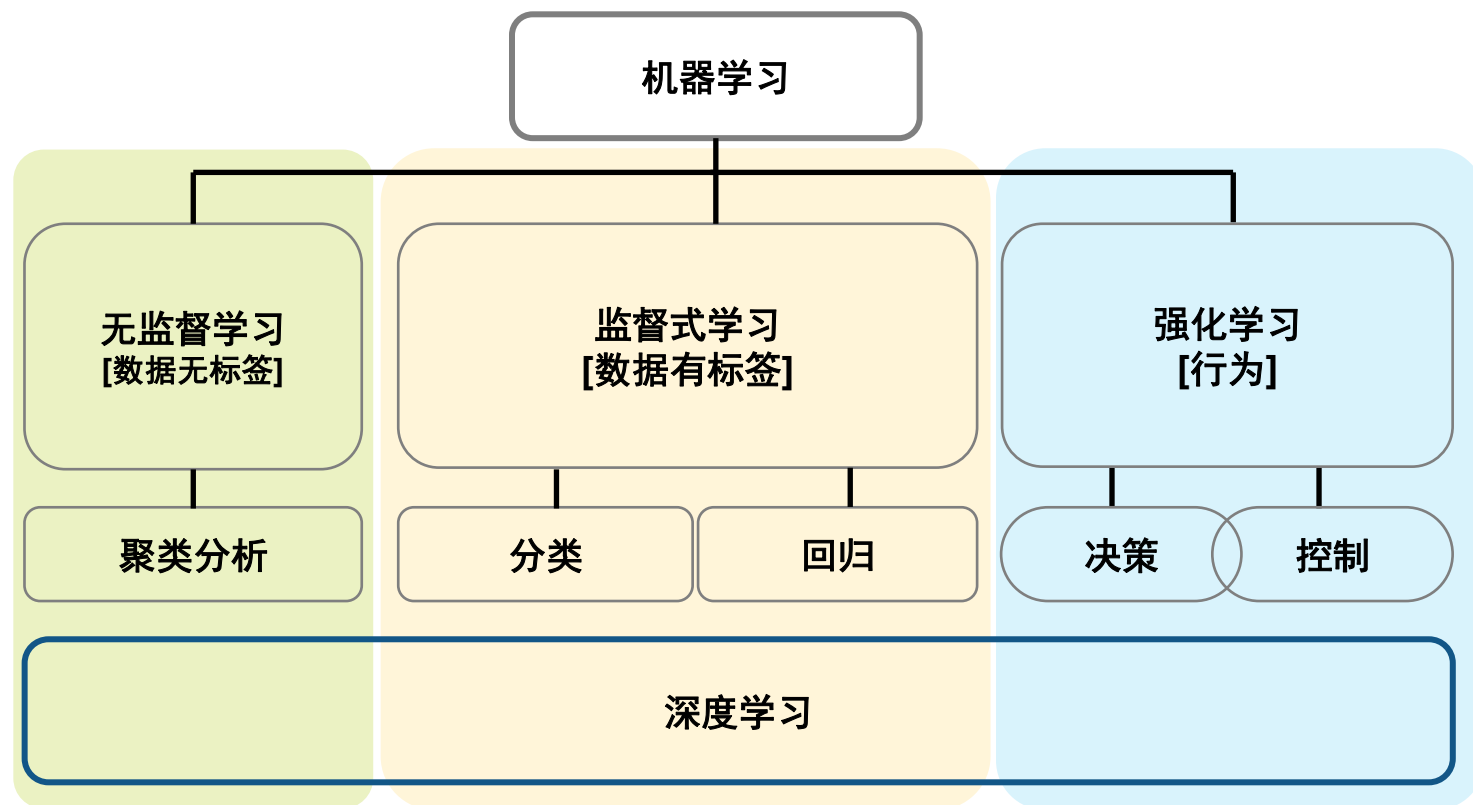 机器学习
无监督学习
[数据无标签]
监督式学习
[数据有标签]
强化学习
[行为]
聚类分析
分类
回归
决策
控制
深度学习